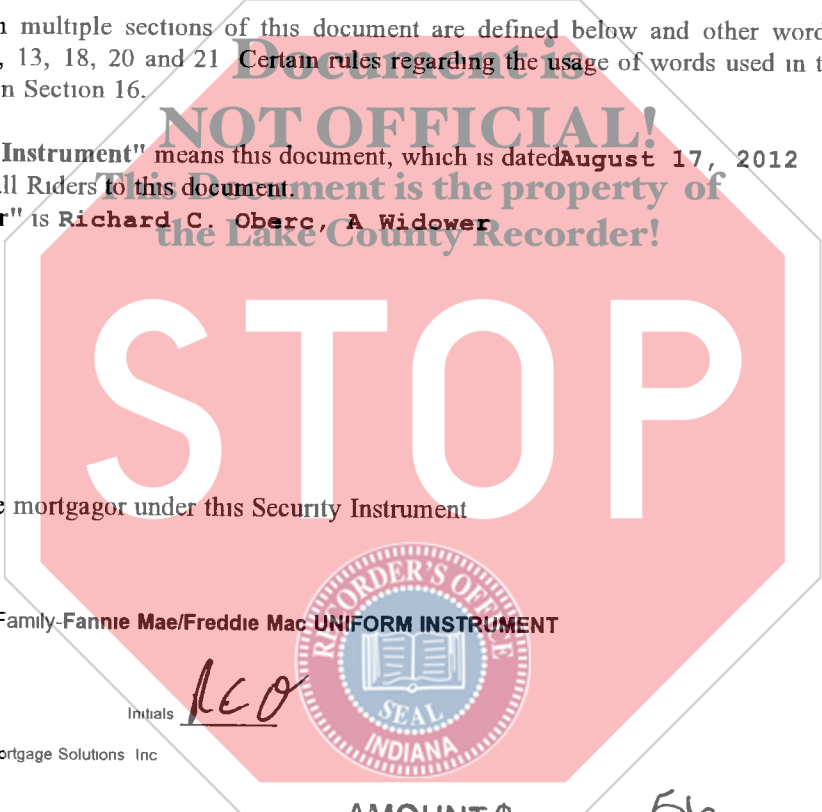 multiple sections of this document are defined below and other
, 13, 18, 20 and 21 Certain rules regarding the usage of words used in
n Section 16.
Document is
NOT OFFICIAL!
This Document is the property of
the Lake County Recorder!
Instrument" means this document, which is dated August 17, 2012
ll Riders to this document.
r" is Richard C. Oberc, A Widower
STOP
mortgagor under this Security Instrument
Family-Fannie Mae/Freddie Mac UNIFORM INSTRUMENT
RECORDER'S OFFICE
SEAL
INDIANA
Initials RCO
ortgage Solutions Inc
AMOUNT $